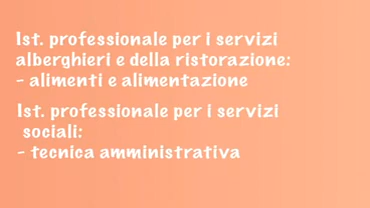 Ist. professionale per i servizi
alberghieri e della ristorazione:
- alimenti e alimentazione
Ist. professionale per i servizi
sociali:
- tecnica amministrativa